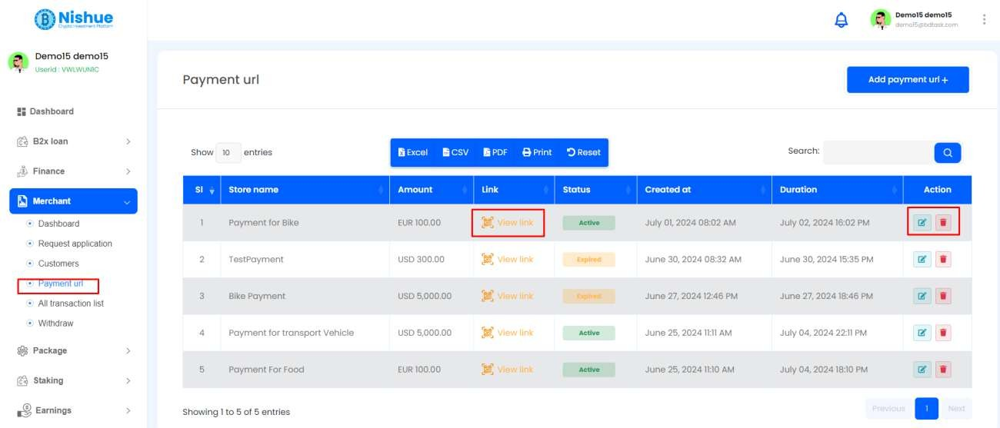 Nishue
Crypto Investment Platform
Demo15 demo15
demo15@bdtask.com
Demo15 demo15
Userid : VWLWUN1C
Dashboard
B2x loan
Finance
Merchant
Dashboard
Request application
Customers
Payment url
All transaction list
Withdraw
Package
Staking
Earnings
Payment url
Add payment url +
Show 10 entries
Excel CSV PDF Print Reset
Search:
Sl Store name Amount Link Status Created at Duration Action
1 Payment for Bike EUR 100.00 View link Active July 01, 2024 08:02 AM July 02, 2024 16:02 PM
2 TestPayment USD 300.00 View link Expired June 30, 2024 08:32 AM June 30, 2024 15:35 PM
3 Bike Payment USD 5,000.00 View link Expired June 27, 2024 12:46 PM June 27, 2024 18:46 PM
4 Payment for transport Vehicle USD 5,000.00 View link Active June 25, 2024 11:11 AM July 04, 2024 22:11 PM
5 Payment For Food EUR 100.00 View link Active June 25, 2024 11:10 AM July 04, 2024 18:10 PM
Showing 1 to 5 of 5 entries
Previous 1 Next